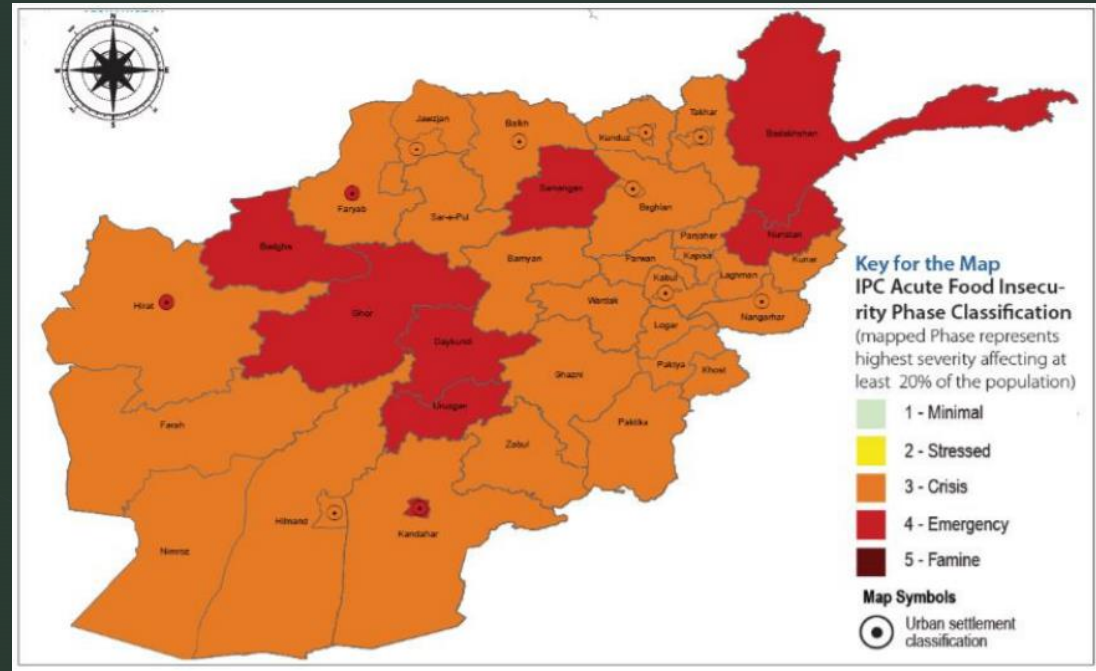 N
W
E
S
Jawzjan
Balkh
Kunduz
Takhar
Badakhshan
Samangan
Baghlan
Faryab
Sar-e-Pul
Badghis
Panjsher
Nuristan
Kapisa
Kunar
Parwan
Laghman
Bamyan
Kabul
Hirat
Wardak
Nangarhar
Ghor
Logar
Daykundi
Paktya
Khost
Ghazni
Uruzgan
Farah
Paktika
Zabul
Hilmand
Kandahar
Nimroz
Key for the Map
IPC Acute Food Insecu-
rity Phase Classification
(mapped Phase represents
highest severity affecting at
least 20% of the population)
1 - Minimal
2 - Stressed
3 - Crisis
4 - Emergency
5 - Famine
Map Symbols
Urban settlement
classification